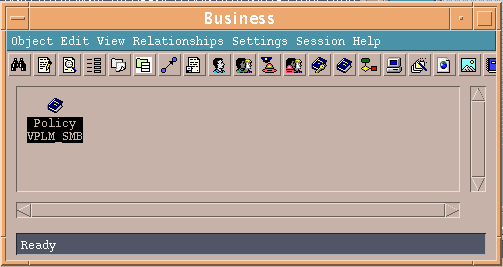 Business
Object Edit View Relationships Settings Session Help
Policy
VPLM_SMB
Ready